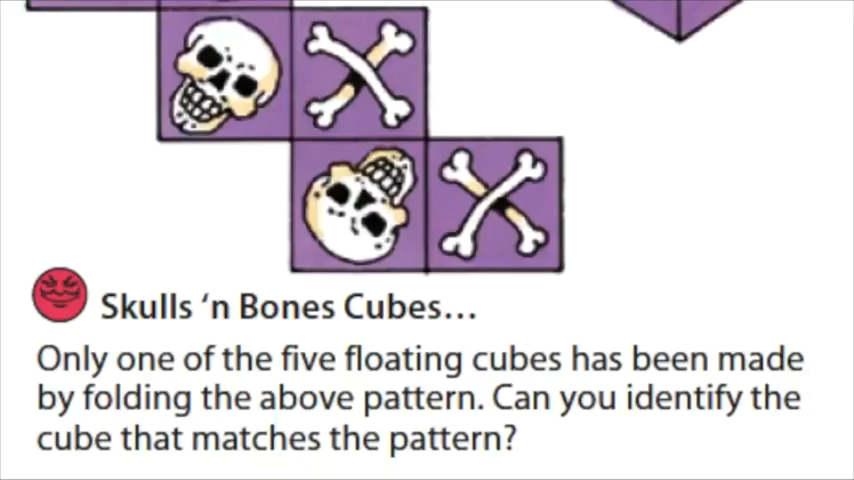 Skulls ‘n Bones Cubes…
Only one of the five floating cubes has been made
by folding the above pattern. Can you identify the
cube that matches the pattern?